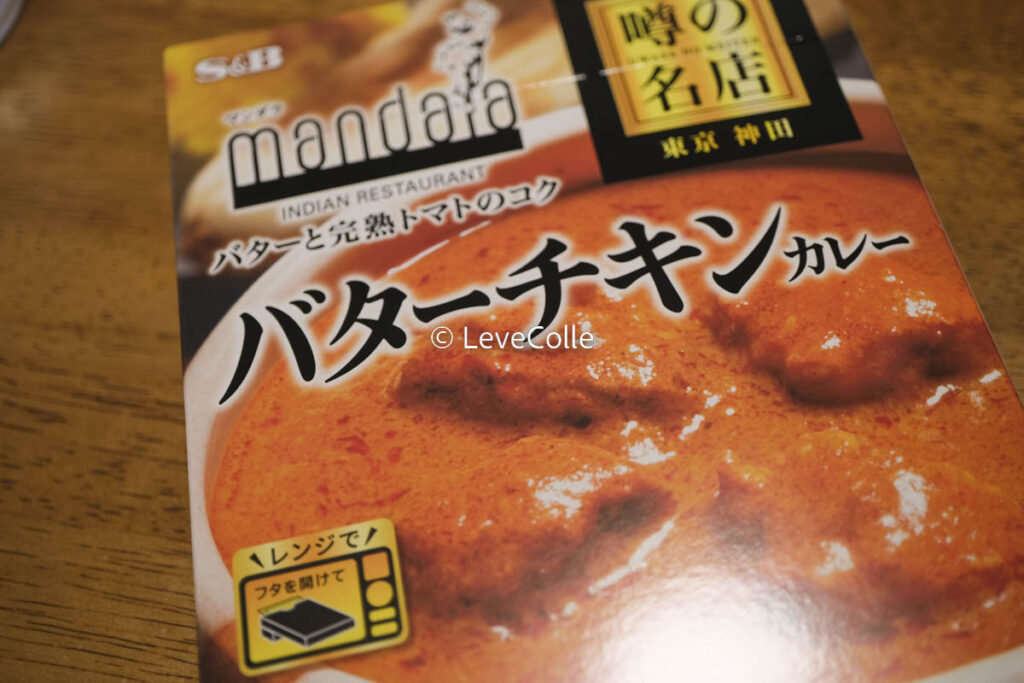 S&B
マンダラ
mandara
INDIAN RESTAURANT
噂の
名店
東京 神田
バターと完熟トマトのコク
バターチキンカレー
© LeveColle
レンジで
フタを開けて